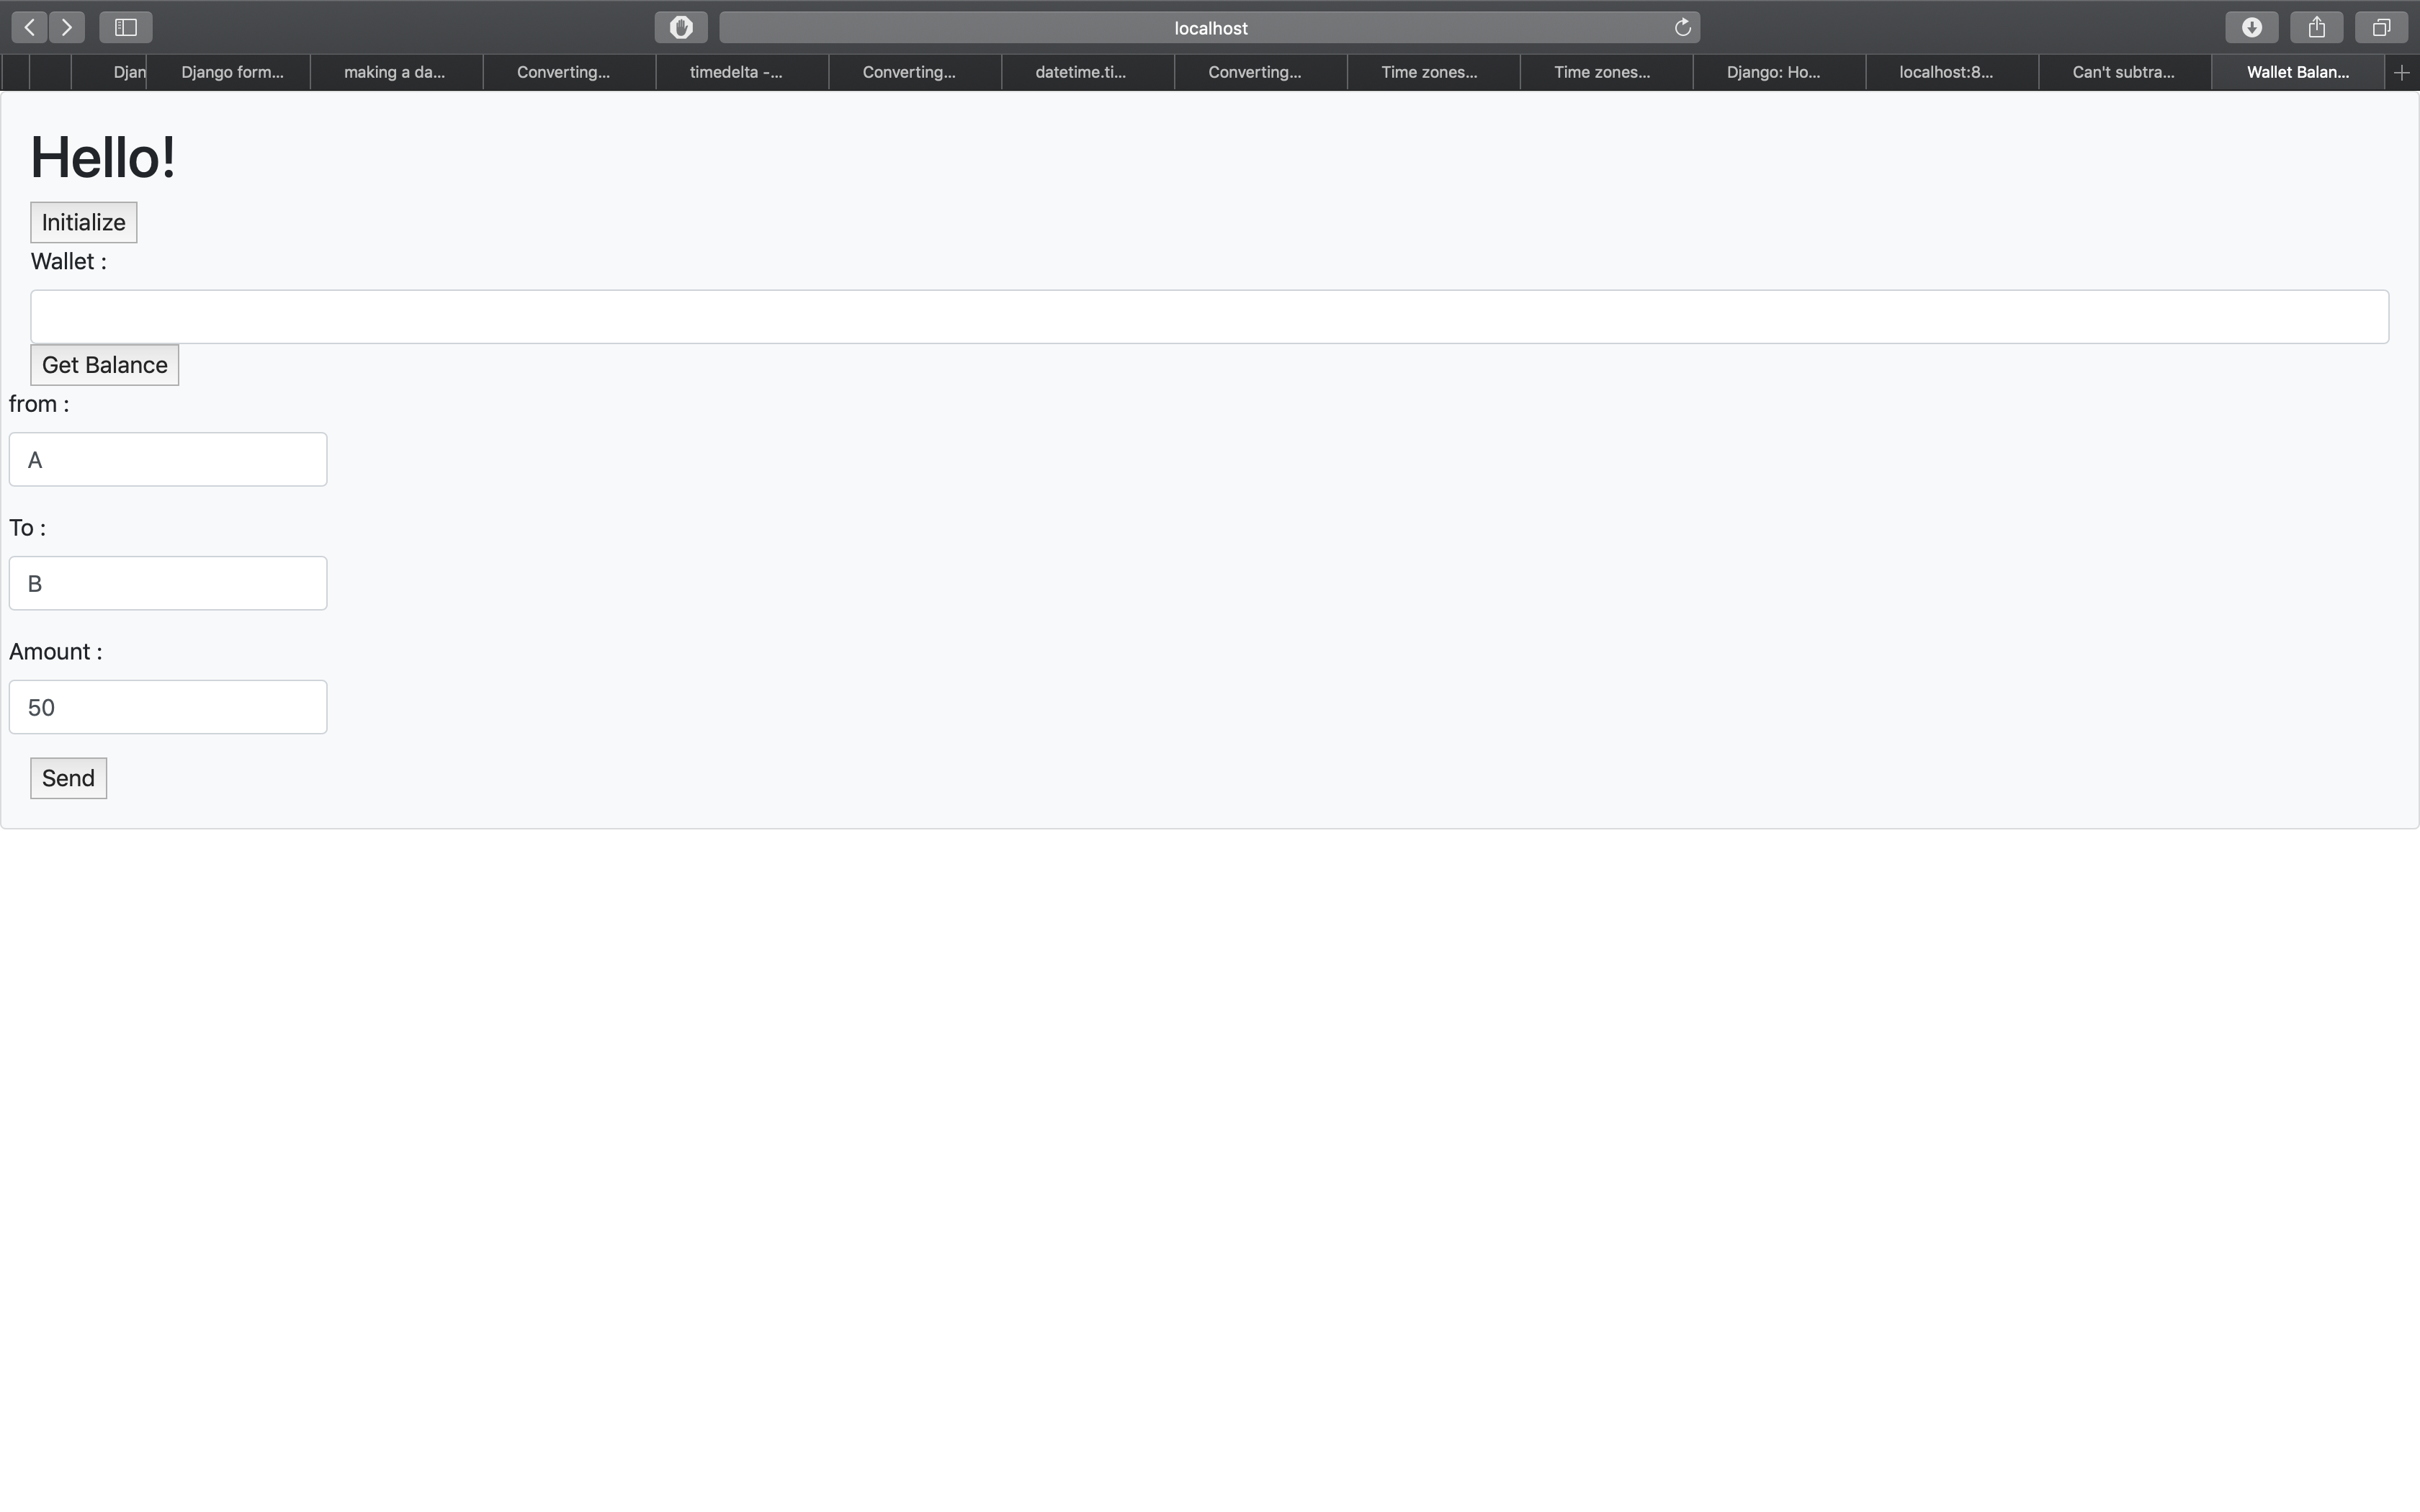 localhost
Djan Django form... making a da... Converting... timedelta -... Converting... datetime.ti... Converting... Time zones... Time zones... Django: Ho... localhost:8... Can't subtra... Wallet Balan...
Hello!
Initialize
Wallet :
Get Balance
from :
A
To :
B
Amount :
50
Send